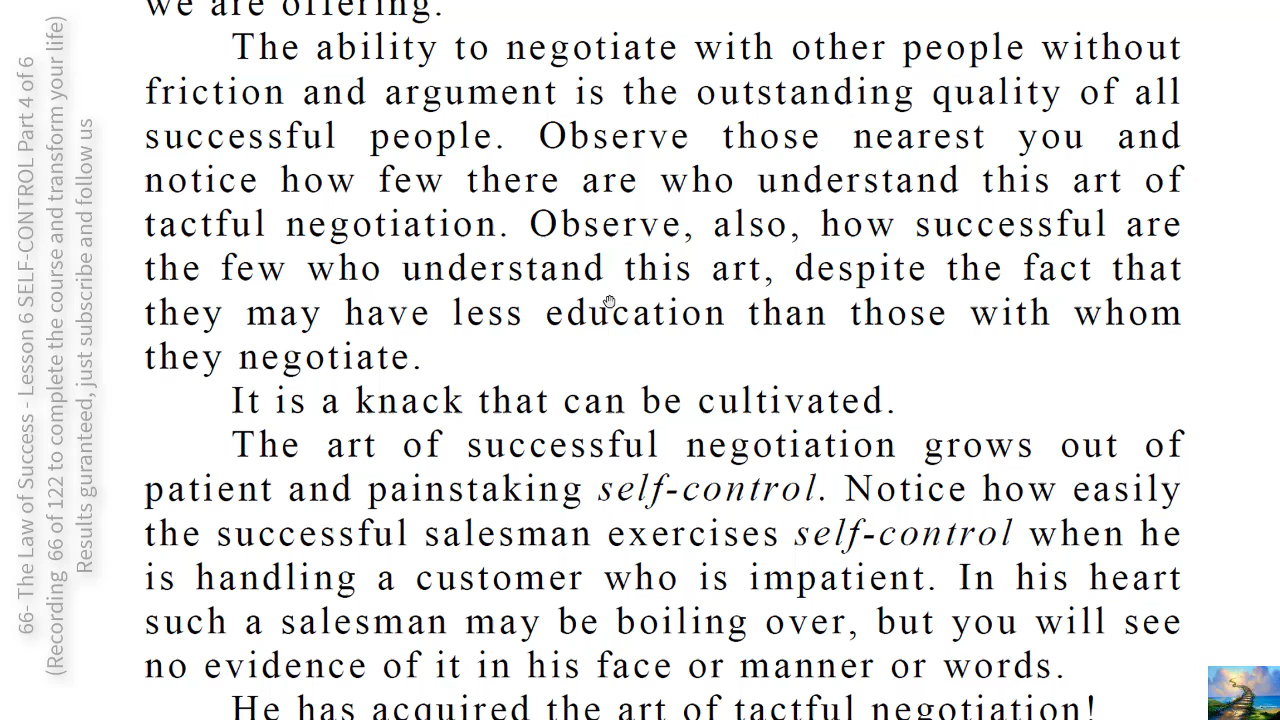 we are offering.
The ability to negotiate with other people without
friction and argument is the outstanding quality of all
successful people. Observe those nearest you and
notice how few there are who understand this art of
tactful negotiation. Observe, also, how successful are
the few who understand this art, despite the fact that
they may have less education than those with whom
they negotiate.
It is a knack that can be cultivated.
The art of successful negotiation grows out of
patient and painstaking self-control. Notice how easily
the successful salesman exercises self-control when he
is handling a customer who is impatient. In his heart
such a salesman may be boiling over, but you will see
no evidence of it in his face or manner or words.
He has acquired the art of tactful negotiation!
66- The Law of Success - Lesson 6 SELF-CONTROL Part 4 of 6
(Recording 66 of 122 to complete the course and transform your life)
Results guranteed, just subscribe and follow us